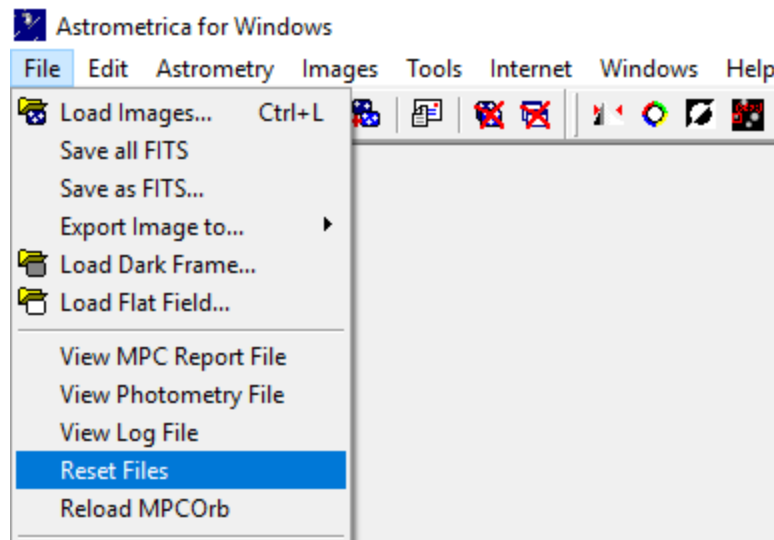 Astrometrica for Windows
File Edit Astrometry Images Tools Internet Windows Help
Load Images... Ctrl+L
Save all FITS
Save as FITS...
Export Image to...
Load Dark Frame...
Load Flat Field...
View MPC Report File
View Photometry File
View Log File
Reset Files
Reload MPCOrb